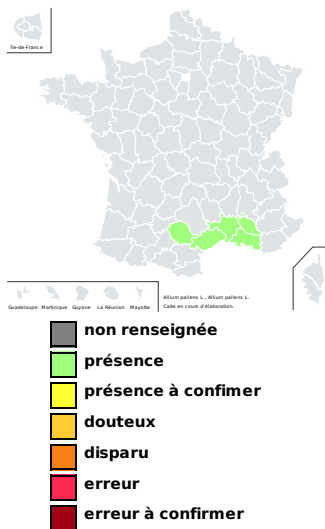 Île-de-France
Guadeloupe Martinique Guyane La Réunion Mayotte
Allium pallens L., Allium pallens L.
Carte en cours d'élaboration.
non renseignée
présence
présence à confimer
douteux
disparu
erreur
erreur à confirmer